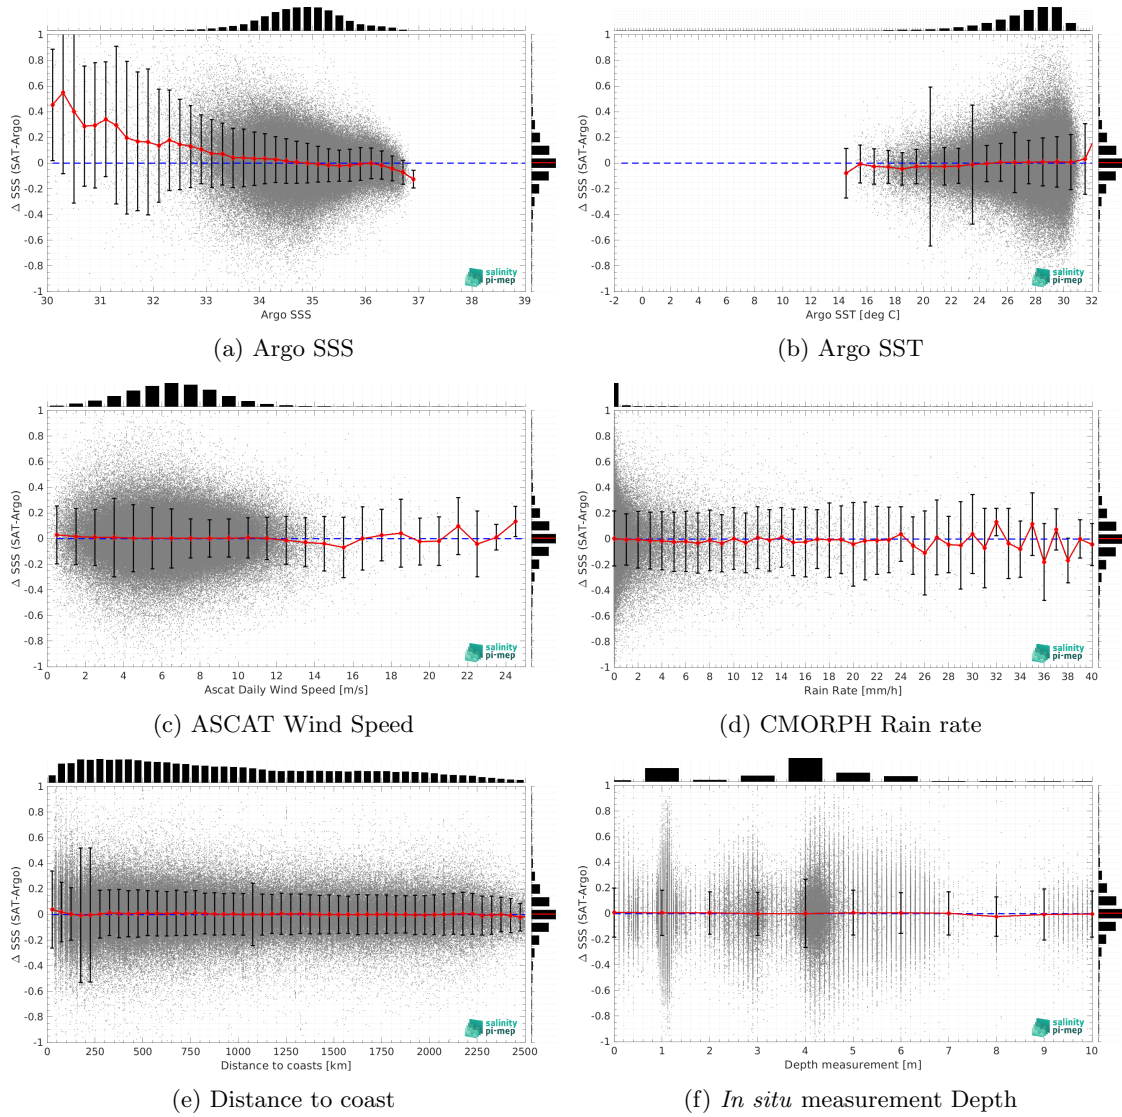 1
0.8
0.6
0.4
0.2
0
-0.2
-0.4
-0.6
-0.8
-1
Δ SSS (SAT-Argo)
30 31 32 33 34 35 36 37 38 39
Argo SSS
salinity
pi-mep
(a) Argo SSS
1
0.8
0.6
0.4
0.2
0
-0.2
-0.4
-0.6
-0.8
-1
Δ SSS (SAT-Argo)
-2 0 2 4 6 8 10 12 14 16 18 20 22 24 26 28 30 32
Argo SST [deg C]
salinity
pi-mep
(b) Argo SST
1
0.8
0.6
0.4
0.2
0
-0.2
-0.4
-0.6
-0.8
-1
Δ SSS (SAT-Argo)
0 2 4 6 8 10 12 14 16 18 20 22 24
Ascat Daily Wind Speed [m/s]
salinity
pi-mep
(c) ASCAT Wind Speed
1
0.8
0.6
0.4
0.2
0
-0.2
-0.4
-0.6
-0.8
-1
Δ SSS (SAT-Argo)
0 2 4 6 8 10 12 14 16 18 20 22 24 26 28 30 32 34 36 38 40
Rain Rate [mm/h]
salinity
pi-mep
(d) CMORPH Rain rate
1
0.8
0.6
0.4
0.2
0
-0.2
-0.4
-0.6
-0.8
-1
Δ SSS (SAT-Argo)
0 250 500 750 1000 1250 1500 1750 2000 2250 2500
Distance to coasts [km]
salinity
pi-mep
(e) Distance to coast
1
0.8
0.6
0.4
0.2
0
-0.2
-0.4
-0.6
-0.8
-1
Δ SSS (SAT-Argo)
0 1 2 3 4 5 6 7 8 9 10
Depth measurement [m]
salinity
pi-mep
(f) In situ measurement Depth